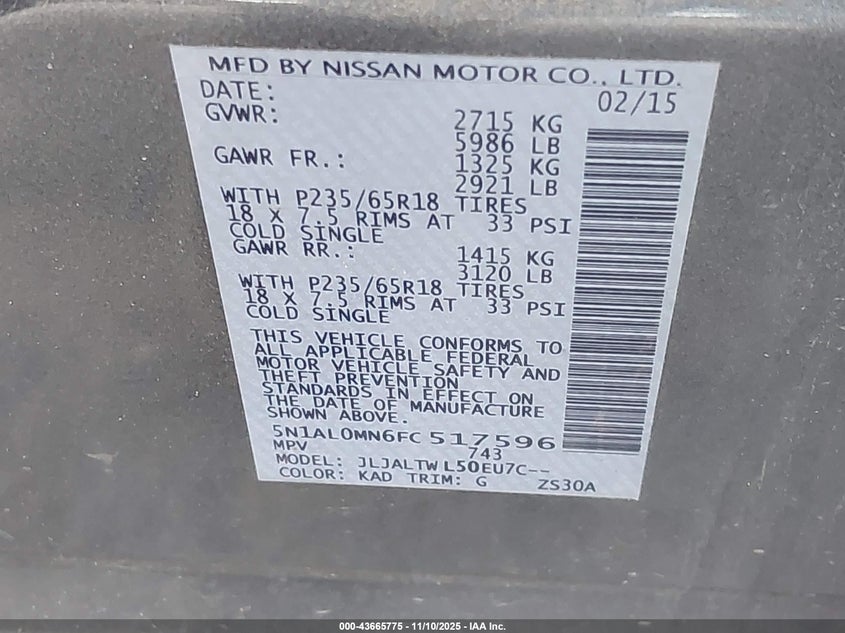 MFD BY NISSAN MOTOR CO., LTD.
DATE: 02/15
GVWR: 2715 KG
5986 LB
GAWR FR.: 1325 KG
2921 LB
WITH P235/65R18 TIRES
18 X 7.5 RIMS AT 33 PSI
COLD SINGLE
GAWR RR.: 1415 KG
3120 LB
WITH P235/65R18 TIRES
18 X 7.5 RIMS AT 33 PSI
COLD SINGLE
THIS VEHICLE CONFORMS TO
ALL APPLICABLE FEDERAL
MOTOR VEHICLE SAFETY AND
THEFT PREVENTION
STANDARDS IN EFFECT ON
THE DATE OF MANUFACTURE
SHOWN ABOVE.
5N1AL0MN6FC517596
MPV 743
MODEL: JLJALTWL50EU7C--
COLOR: KAD TRIM: G ZS30A
000-43665775 - 11/10/2025 - IAA Inc.